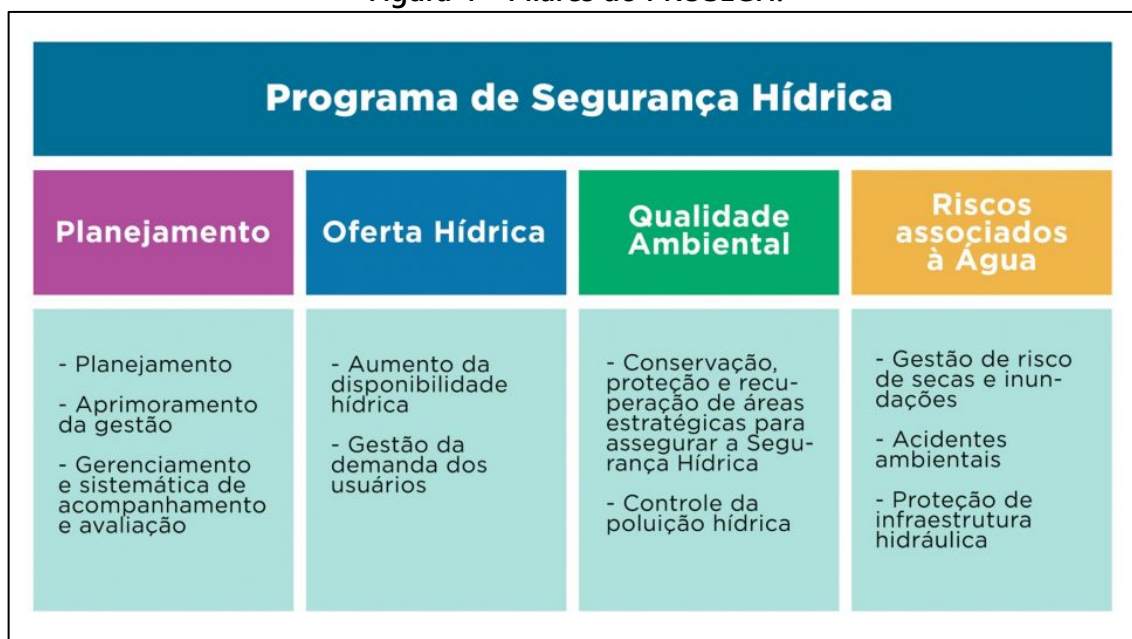 Programa de Segurança Hídrica
Planejamento
- Planejamento
- Aprimoramento
da gestão
- Gerenciamento
e sistemática de
acompanhamento
e avaliação
Oferta Hídrica
- Aumento da
disponibilidade
hídrica
- Gestão da
demanda dos
usuários
Qualidade
Ambiental
- Conservação,
proteção e recu-
peração de áreas
estratégicas para
assegurar a Segu-
rança Hídrica
- Controle da
poluição hídrica
Riscos
associados
à Água
- Gestão de risco
de secas e inun-
dações
- Acidentes
ambientais
- Proteção de
infraestrutura
hidráulica